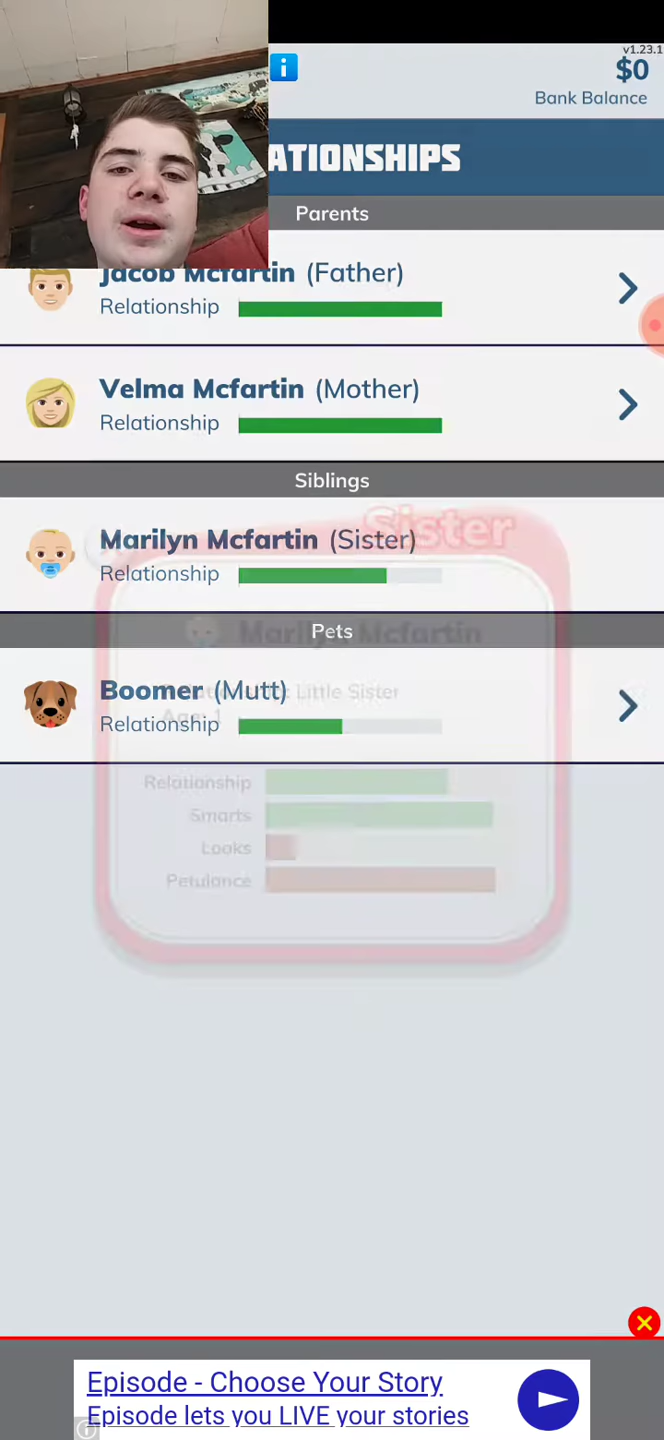 v1.23.1
$0
Bank Balance
ATIONSHIPS
Parents
Jacob Mcfartin (Father)
Relationship
Velma Mcfartin (Mother)
Relationship
Siblings
Sister
Marilyn Mcfartin (Sister)
Relationship
Pets
Marilyn Mcfartin
Boomer (Mutt)
Little Sister
Relationship
Age: 1
Relationship
Smarts
Looks
Petulance
Episode - Choose Your Story
Episode lets you LIVE your stories